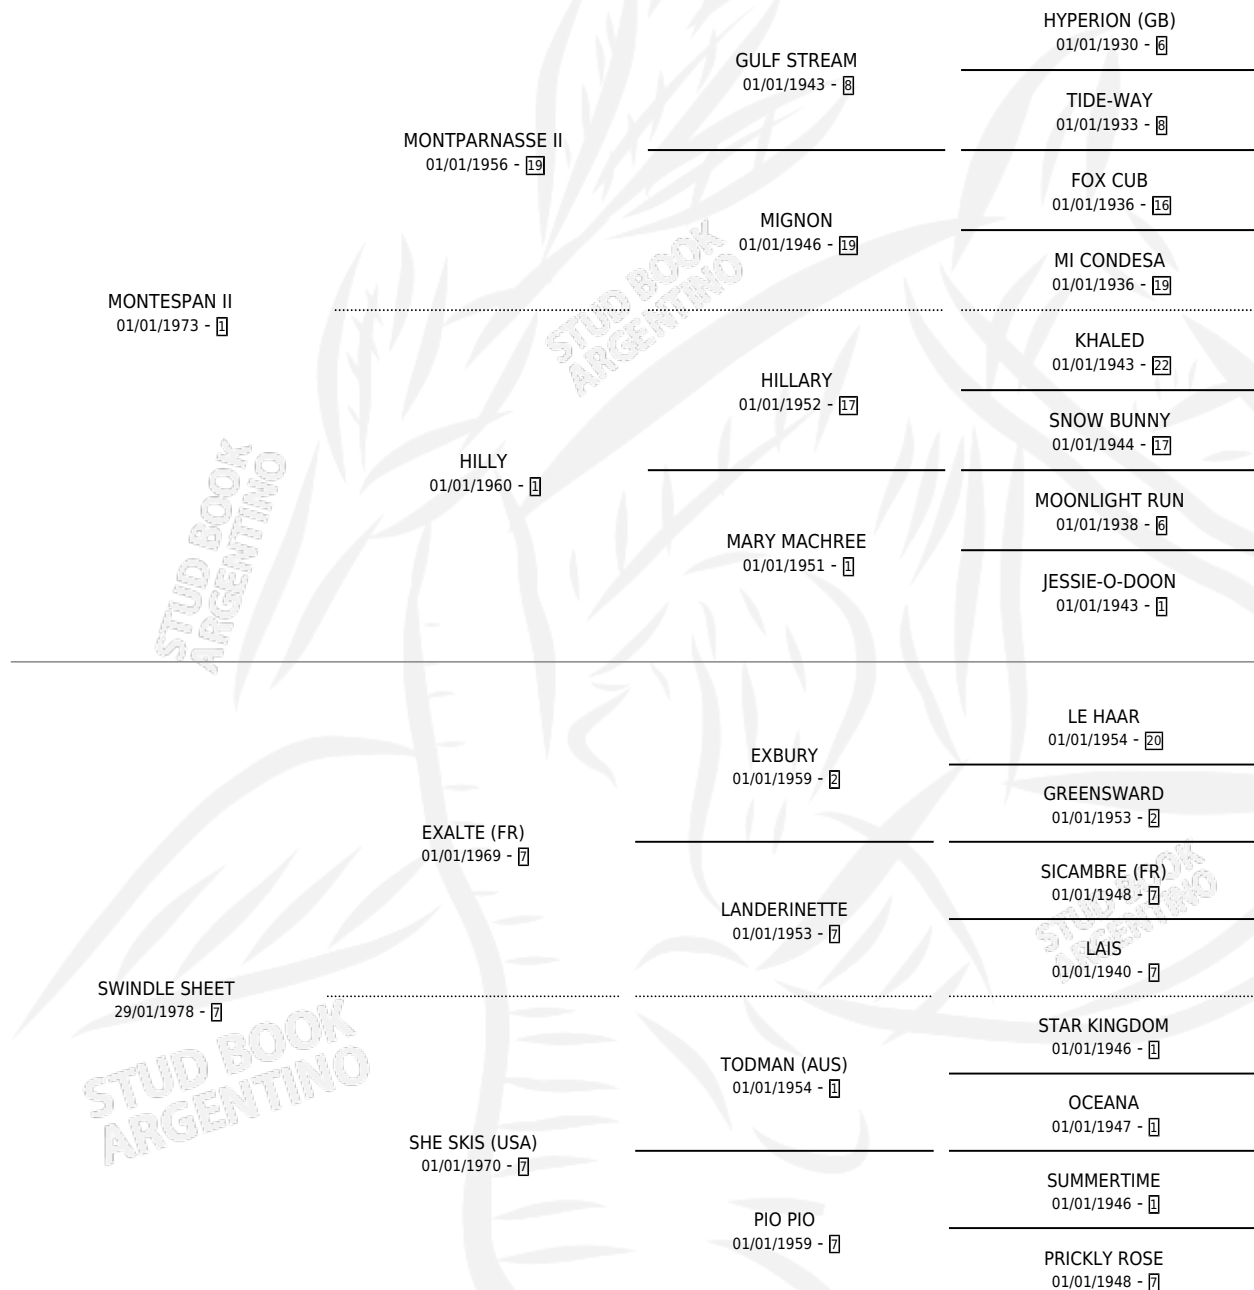 HYPERION (GB)
01/01/1930 - 6
GULF STREAM
01/01/1943 - 8
TIDE-WAY
01/01/1933 - 8
MONTPARNASSE II
01/01/1956 - 19
FOX CUB
01/01/1936 - 16
MIGNON
01/01/1946 - 19
MI CONDESA
01/01/1936 - 19
MONTESPAN II
01/01/1973 - 1
KHALED
01/01/1943 - 22
HILLARY
01/01/1952 - 17
SNOW BUNNY
01/01/1944 - 17
HILLY
01/01/1960 - 1
MOONLIGHT RUN
01/01/1938 - 6
MARY MACHREE
01/01/1951 - 1
JESSIE-O-DOON
01/01/1943 - 1
LE HAAR
01/01/1954 - 20
EXBURY
01/01/1959 - 2
GREENSWARD
01/01/1953 - 2
EXALTE (FR)
01/01/1969 - 7
SICAMBRE (FR)
01/01/1948 - 7
LANDERINETTE
01/01/1953 - 7
LAIS
01/01/1940 - 7
SWINDLE SHEET
29/01/1978 - 7
STAR KINGDOM
01/01/1946 - 1
TODMAN (AUS)
01/01/1954 - 1
OCEANA
01/01/1947 - 1
SHE SKIS (USA)
01/01/1970 - 7
SUMMERTIME
01/01/1946 - 1
PIO PIO
01/01/1959 - 7
PRICKLY ROSE
01/01/1948 - 7
STUD BOOK
ARGENTINO
STUD BOOK
ARGENTINO
STUD BOOK
ARGENTINO
STUD BOOK
ARGENTINO